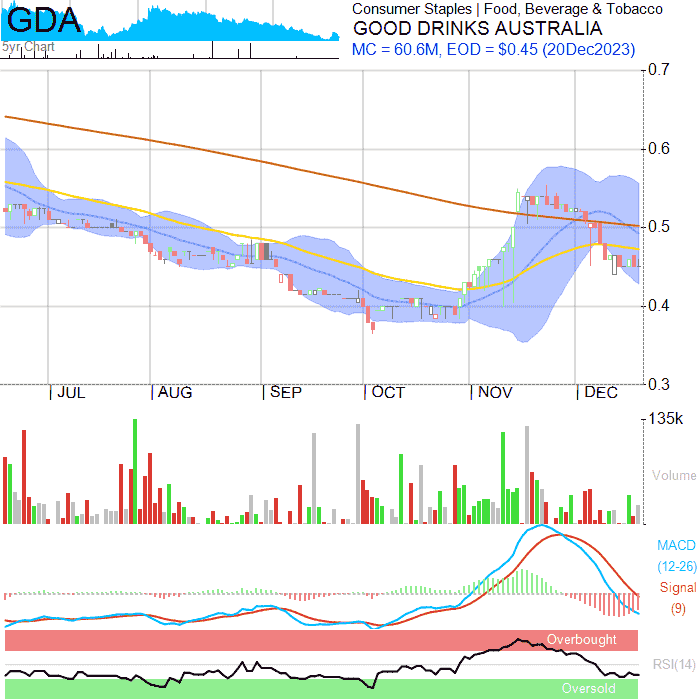 GDA
5yr Chart
Consumer Staples | Food, Beverage & Tobacco
GOOD DRINKS AUSTRALIA
MC = 60.6M, EOD = $0.45 (20Dec2023)
0.7
0.6
0.5
0.4
0.3
JUL
AUG
SEP
OCT
NOV
DEC
135k
Volume
MACD
(12-26)
Signal
(9)
Overbought
RSI(14)
Oversold